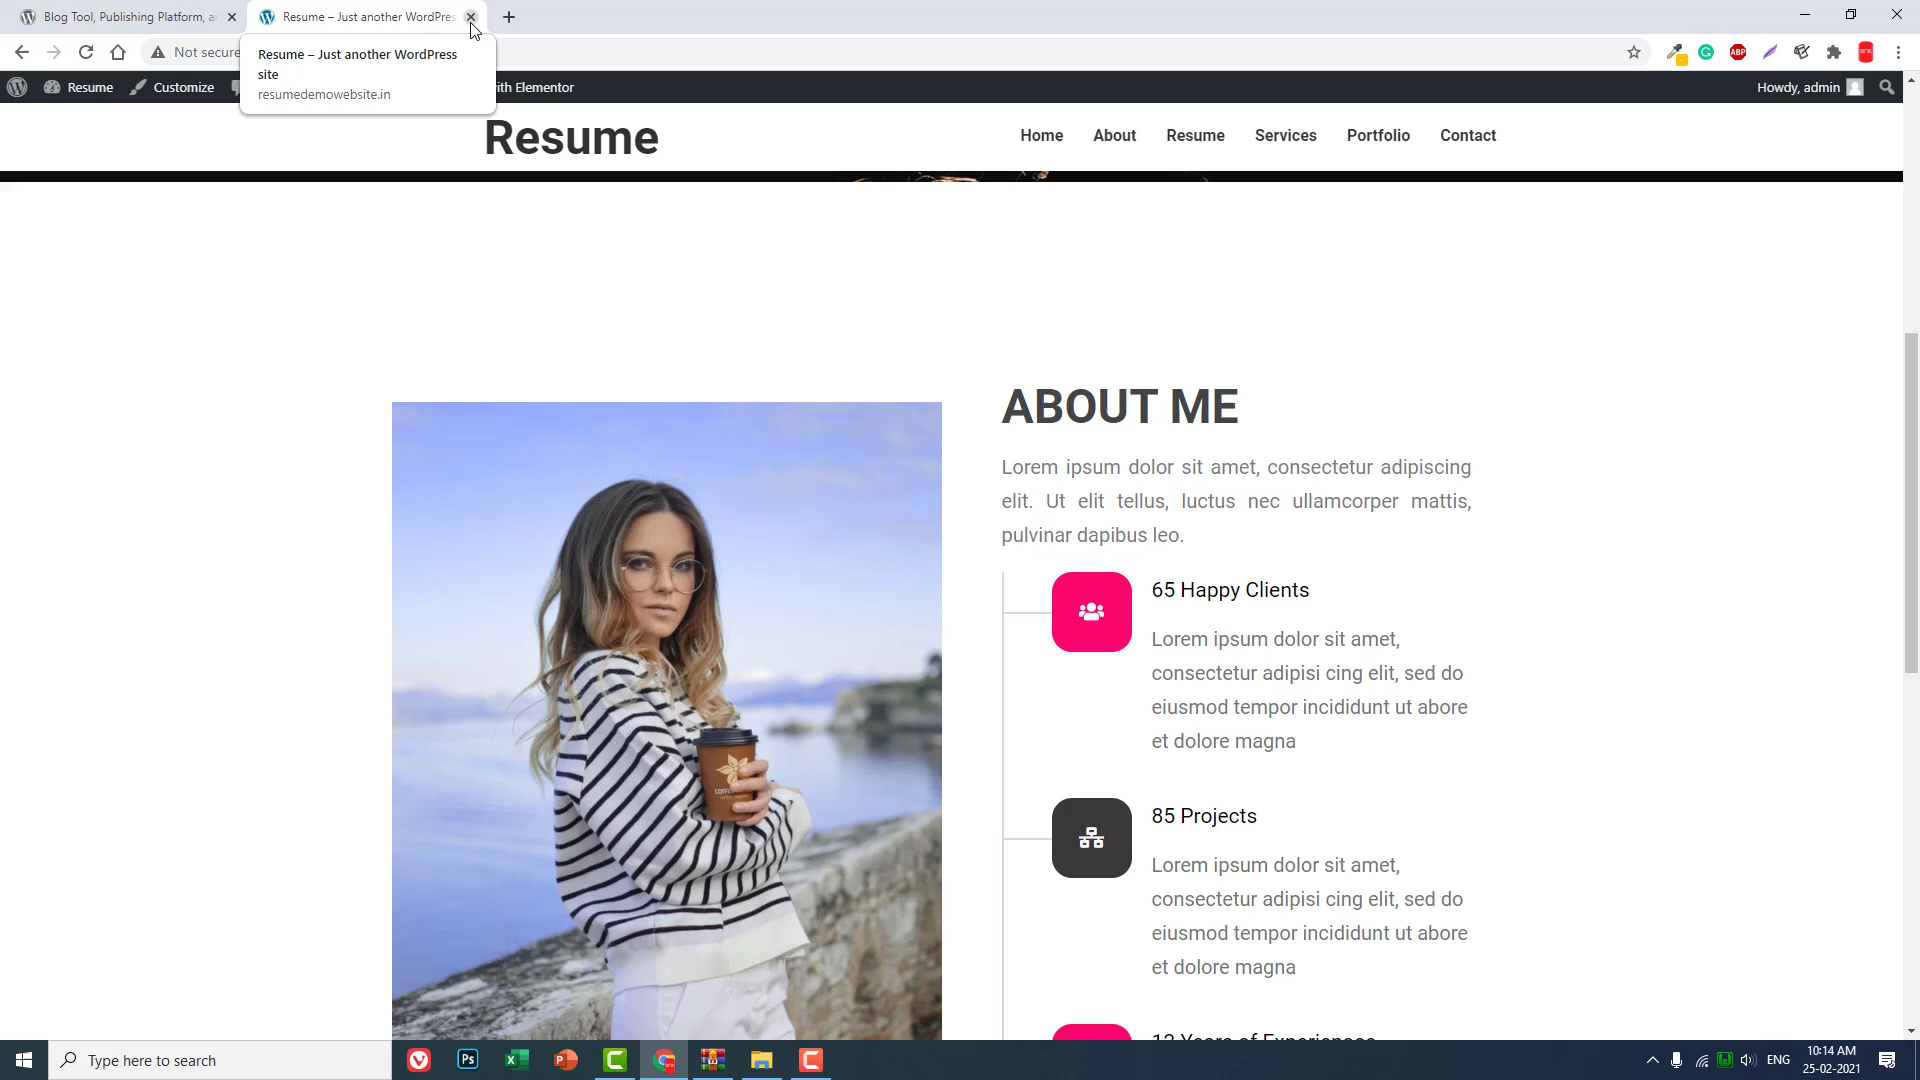 Blog Tool, Publishing Platform, a
Resume – Just another WordPres
Not secure
Resume – Just another WordPress
site
resumedemowebsite.in
Resume
Customize
with Elementor
Howdy, admin
Resume
Home
About
Resume
Services
Portfolio
Contact
ABOUT ME
Lorem ipsum dolor sit amet, consectetur adipiscing
elit. Ut elit tellus, luctus nec ullamcorper mattis,
pulvinar dapibus leo.
65 Happy Clients
Lorem ipsum dolor sit amet,
consectetur adipisi cing elit, sed do
eiusmod tempor incididunt ut abore
et dolore magna
85 Projects
Lorem ipsum dolor sit amet,
consectetur adipisi cing elit, sed do
eiusmod tempor incididunt ut abore
et dolore magna
12 Years of Experiences
Type here to search
ENG
10:14 AM
25-02-2021